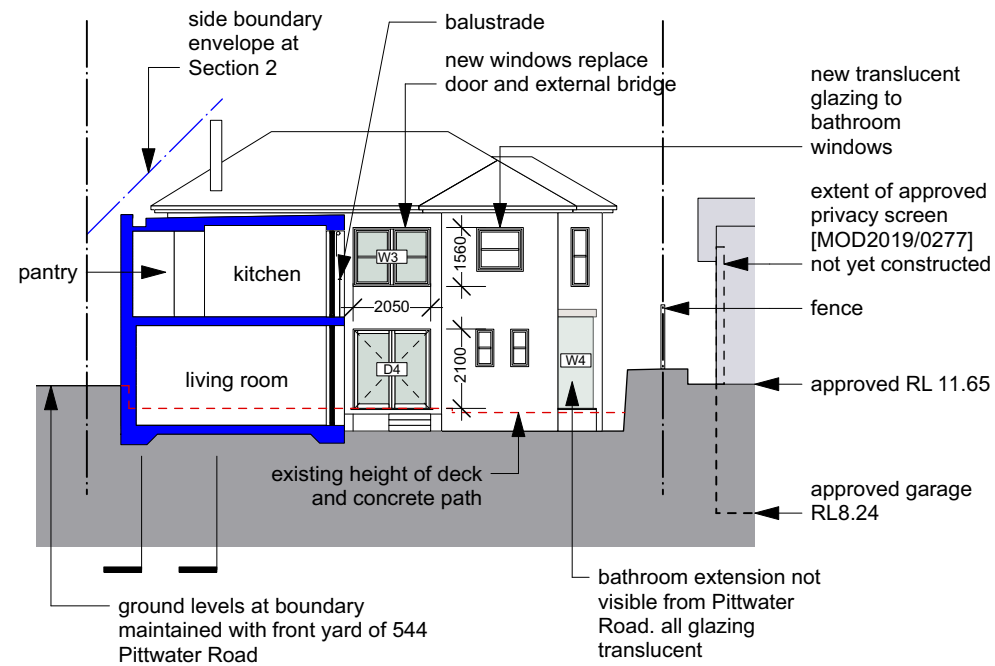 side boundary
envelope at
Section 2
balustrade
new windows replace
door and external bridge
new translucent
glazing to
bathroom
windows
extent of approved
privacy screen
[MOD2019/0277]
not yet constructed
pantry
kitchen
W3
1560
2050
fence
living room
D4
2100
W4
approved RL 11.65
existing height of deck
and concrete path
approved garage
RL8.24
ground levels at boundary
maintained with front yard of 544
Pittwater Road
bathroom extension not
visible from Pittwater
Road. all glazing
translucent